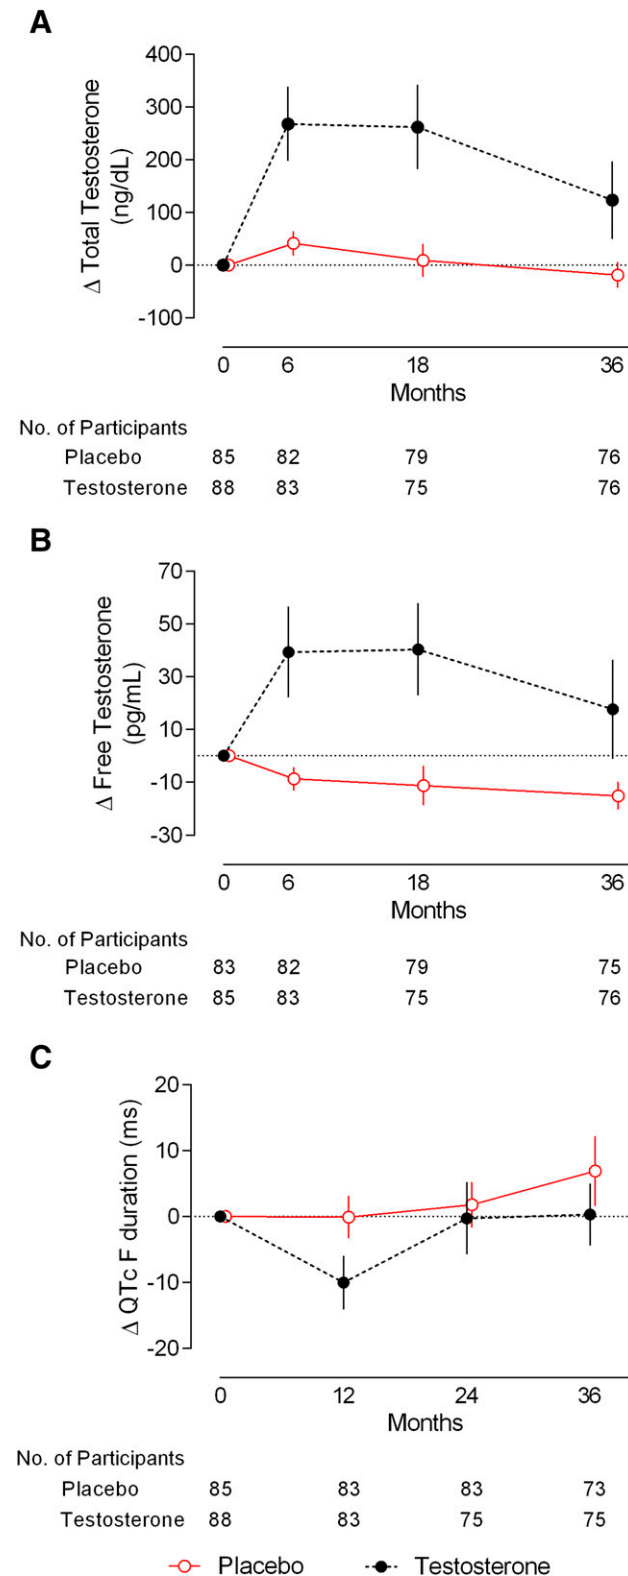 A
400
300
200
100
0
-100
Δ Total Testosterone
(ng/dL)
0 6 18 36
Months
No. of Participants
Placebo 85 82 79 76
Testosterone 88 83 75 76
B
70
50
30
10
-10
-30
Δ Free Testosterone
(pg/mL)
0 6 18 36
Months
No. of Participants
Placebo 83 82 79 75
Testosterone 85 83 75 76
C
20
10
0
-10
-20
Δ QTc F duration (ms)
0 12 24 36
Months
No. of Participants
Placebo 85 83 83 73
Testosterone 88 83 75 75
Placebo Testosterone